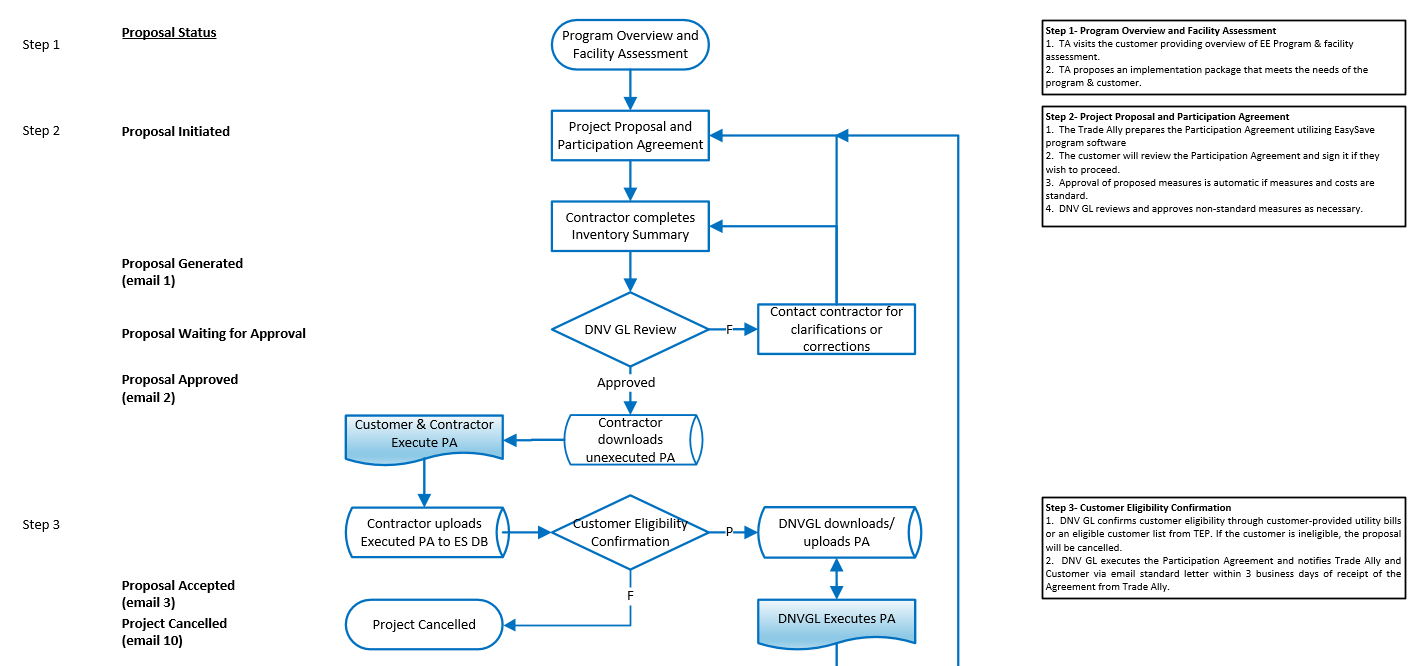 Step 1
Proposal Status
Program Overview and
Facility Assessment
Step 1- Program Overview and Facility Assessment
1. TA visits the customer providing overview of EE Program & facility
assessment.
2. TA proposes an implementation package that meets the needs of the
program & customer.
Step 2
Proposal Initiated
Project Proposal and
Participation Agreement
Step 2- Project Proposal and Participation Agreement
1. The Trade Ally prepares the Participation Agreement utilizing EasySave
program software
2. The customer will review the Participation Agreement and sign it if they
wish to proceed.
3. Approval of proposed measures is automatic if measures and costs are
standard.
4. DNV GL reviews and approves non-standard measures as necessary.
Contractor completes
Inventory Summary
Proposal Generated
(email 1)
Proposal Waiting for Approval
DNV GL Review
F
Contact contractor for
clarifications or
corrections
Proposal Approved
(email 2)
Approved
Customer & Contractor
Execute PA
Contractor
downloads
unexecuted PA
Step 3
Contractor uploads
Executed PA to ES DB
Customer Eligibility
Confirmation
P
DNVGL downloads/
uploads PA
Step 3- Customer Eligibility Confirmation
1. DNV GL confirms customer eligibility through customer-provided utility bills
or an eligible customer list from TEP. If the customer is ineligible, the proposal
will be cancelled.
2. DNV GL executes the Participation Agreement and notifies Trade Ally and
Customer via email standard letter within 3 business days of receipt of the
Agreement from Trade Ally.
Proposal Accepted
(email 3)
F
Project Cancelled
(email 10)
Project Cancelled
DNVGL Executes PA